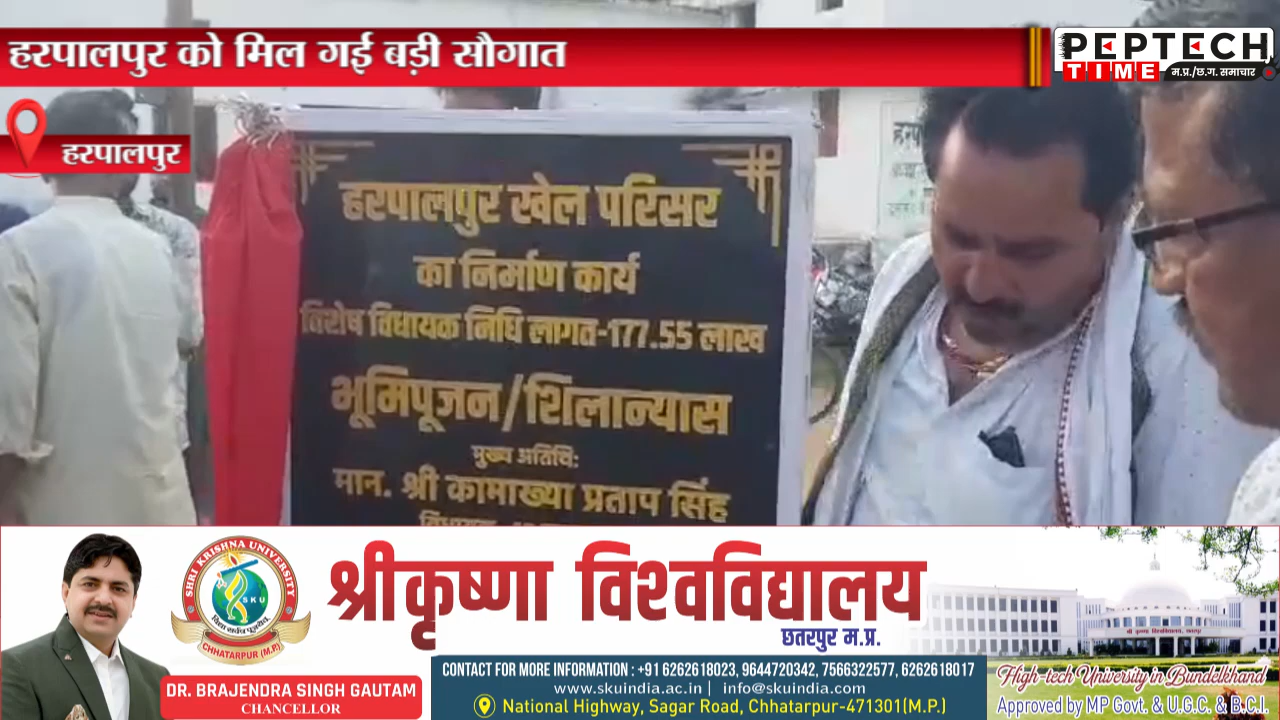 हरपालपुर को मिल गई बड़ी सौगात
PEPTECH
TIME म.प्र./छ.ग. समाचार
हरपालपुर
हरपालपुर खेल परिसर
का निर्माण कार्य
विशेष विधायक निधि लागत-177.55 लाख
भूमिपूजन/शिलान्यास
मुख्य अतिथि:
मान. श्री कामाख्या प्रताप सिंह
SHRI KRISHNA UNIVERSITY
SKU
CHHATARPUR (M.P.)
श्रीकृष्णा विश्वविद्यालय
छतरपुर म.प्र.
DR. BRAJENDRA SINGH GAUTAM
CHANCELLOR
CONTACT FOR MORE INFIRMATION : +91 6262618023, 9644720342, 7566322577, 6262618017
www.skuindia.ac.in | info@skuindia.com
National Highway, Sagar Road, Chhatarpur-471301(M.P.)
High-tech University in Bundelkhand
Approved by MP Govt. & U.G.C. & B.C.I.